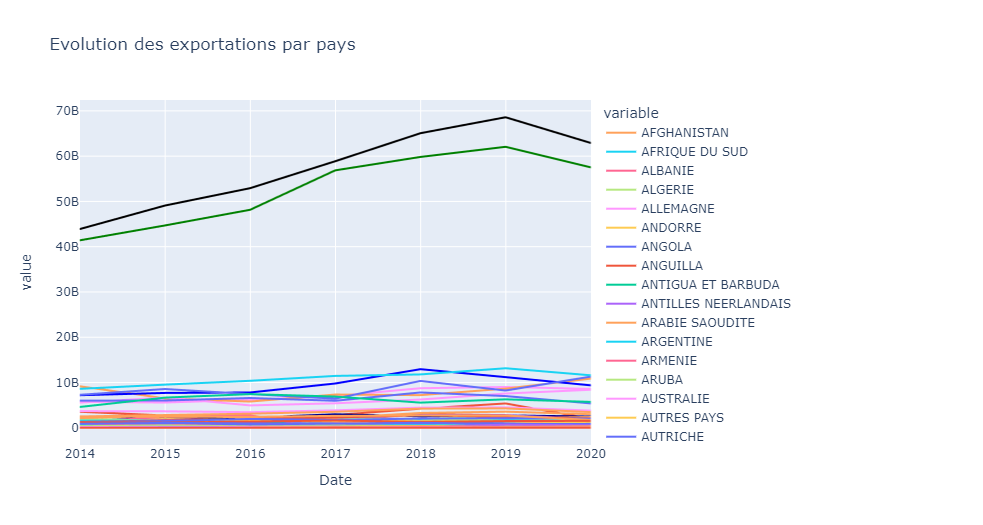 Evolution des exportations par pays
variable
AFGHANISTAN
AFRIQUE DU SUD
ALBANIE
ALGERIE
ALLEMAGNE
ANDORRE
ANGOLA
ANGUILLA
ANTIGUA ET BARBUDA
ANTILLES NEERLANDAIS
ARABIE SAOUDITE
ARGENTINE
ARMENIE
ARUBA
AUSTRALIE
AUTRES PAYS
AUTRICHE
70B
60B
50B
40B
30B
20B
10B
0
value
2014 2015 2016 2017 2018 2019 2020
Date